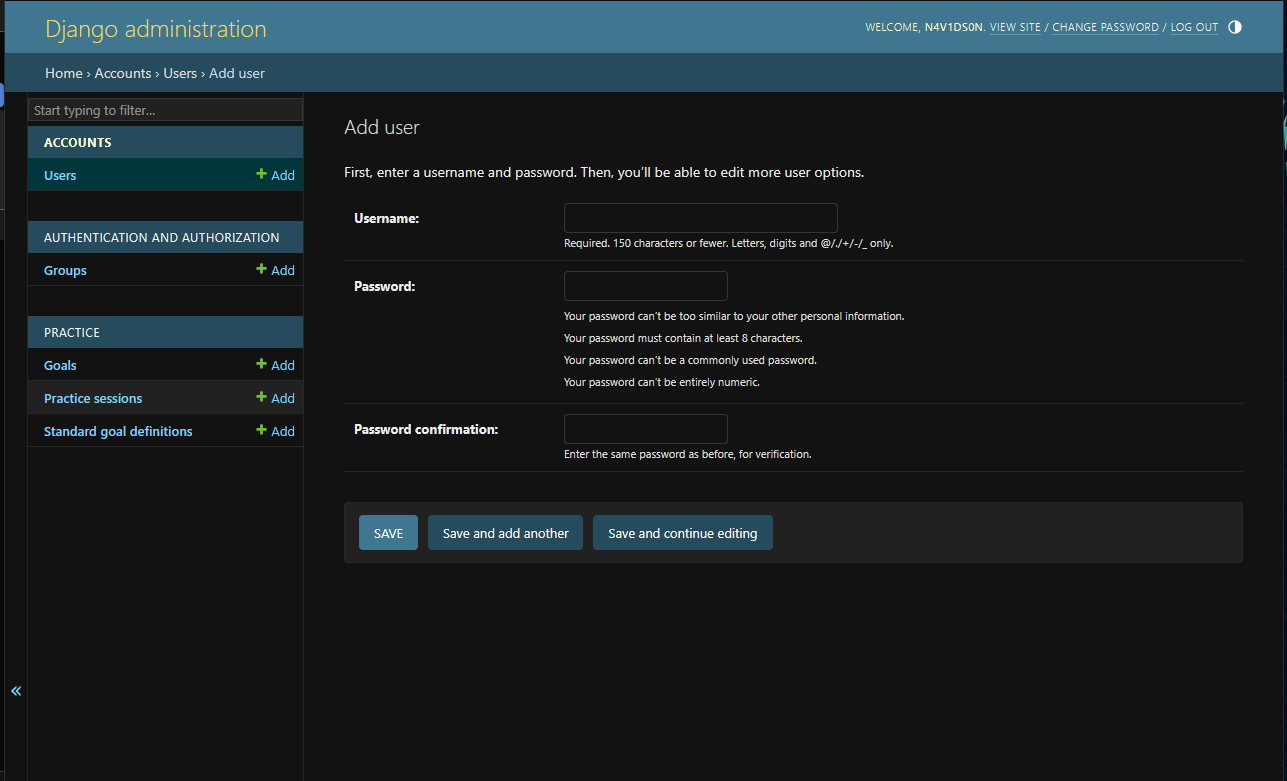 Django administration
WELCOME, N4V1DS0N. VIEW SITE / CHANGE PASSWORD / LOG OUT
Home › Accounts › Users › Add user
Start typing to filter...
ACCOUNTS
Users
+ Add
AUTHENTICATION AND AUTHORIZATION
Groups
+ Add
PRACTICE
Goals
+ Add
Practice sessions
+ Add
Standard goal definitions
+ Add
«
Add user
First, enter a username and password. Then, you’ll be able to edit more user options.
Username:
Required. 150 characters or fewer. Letters, digits and @/./+/-/_ only.
Password:
Your password can’t be too similar to your other personal information.
Your password must contain at least 8 characters.
Your password can’t be a commonly used password.
Your password can’t be entirely numeric.
Password confirmation:
Enter the same password as before, for verification.
SAVE
Save and add another
Save and continue editing